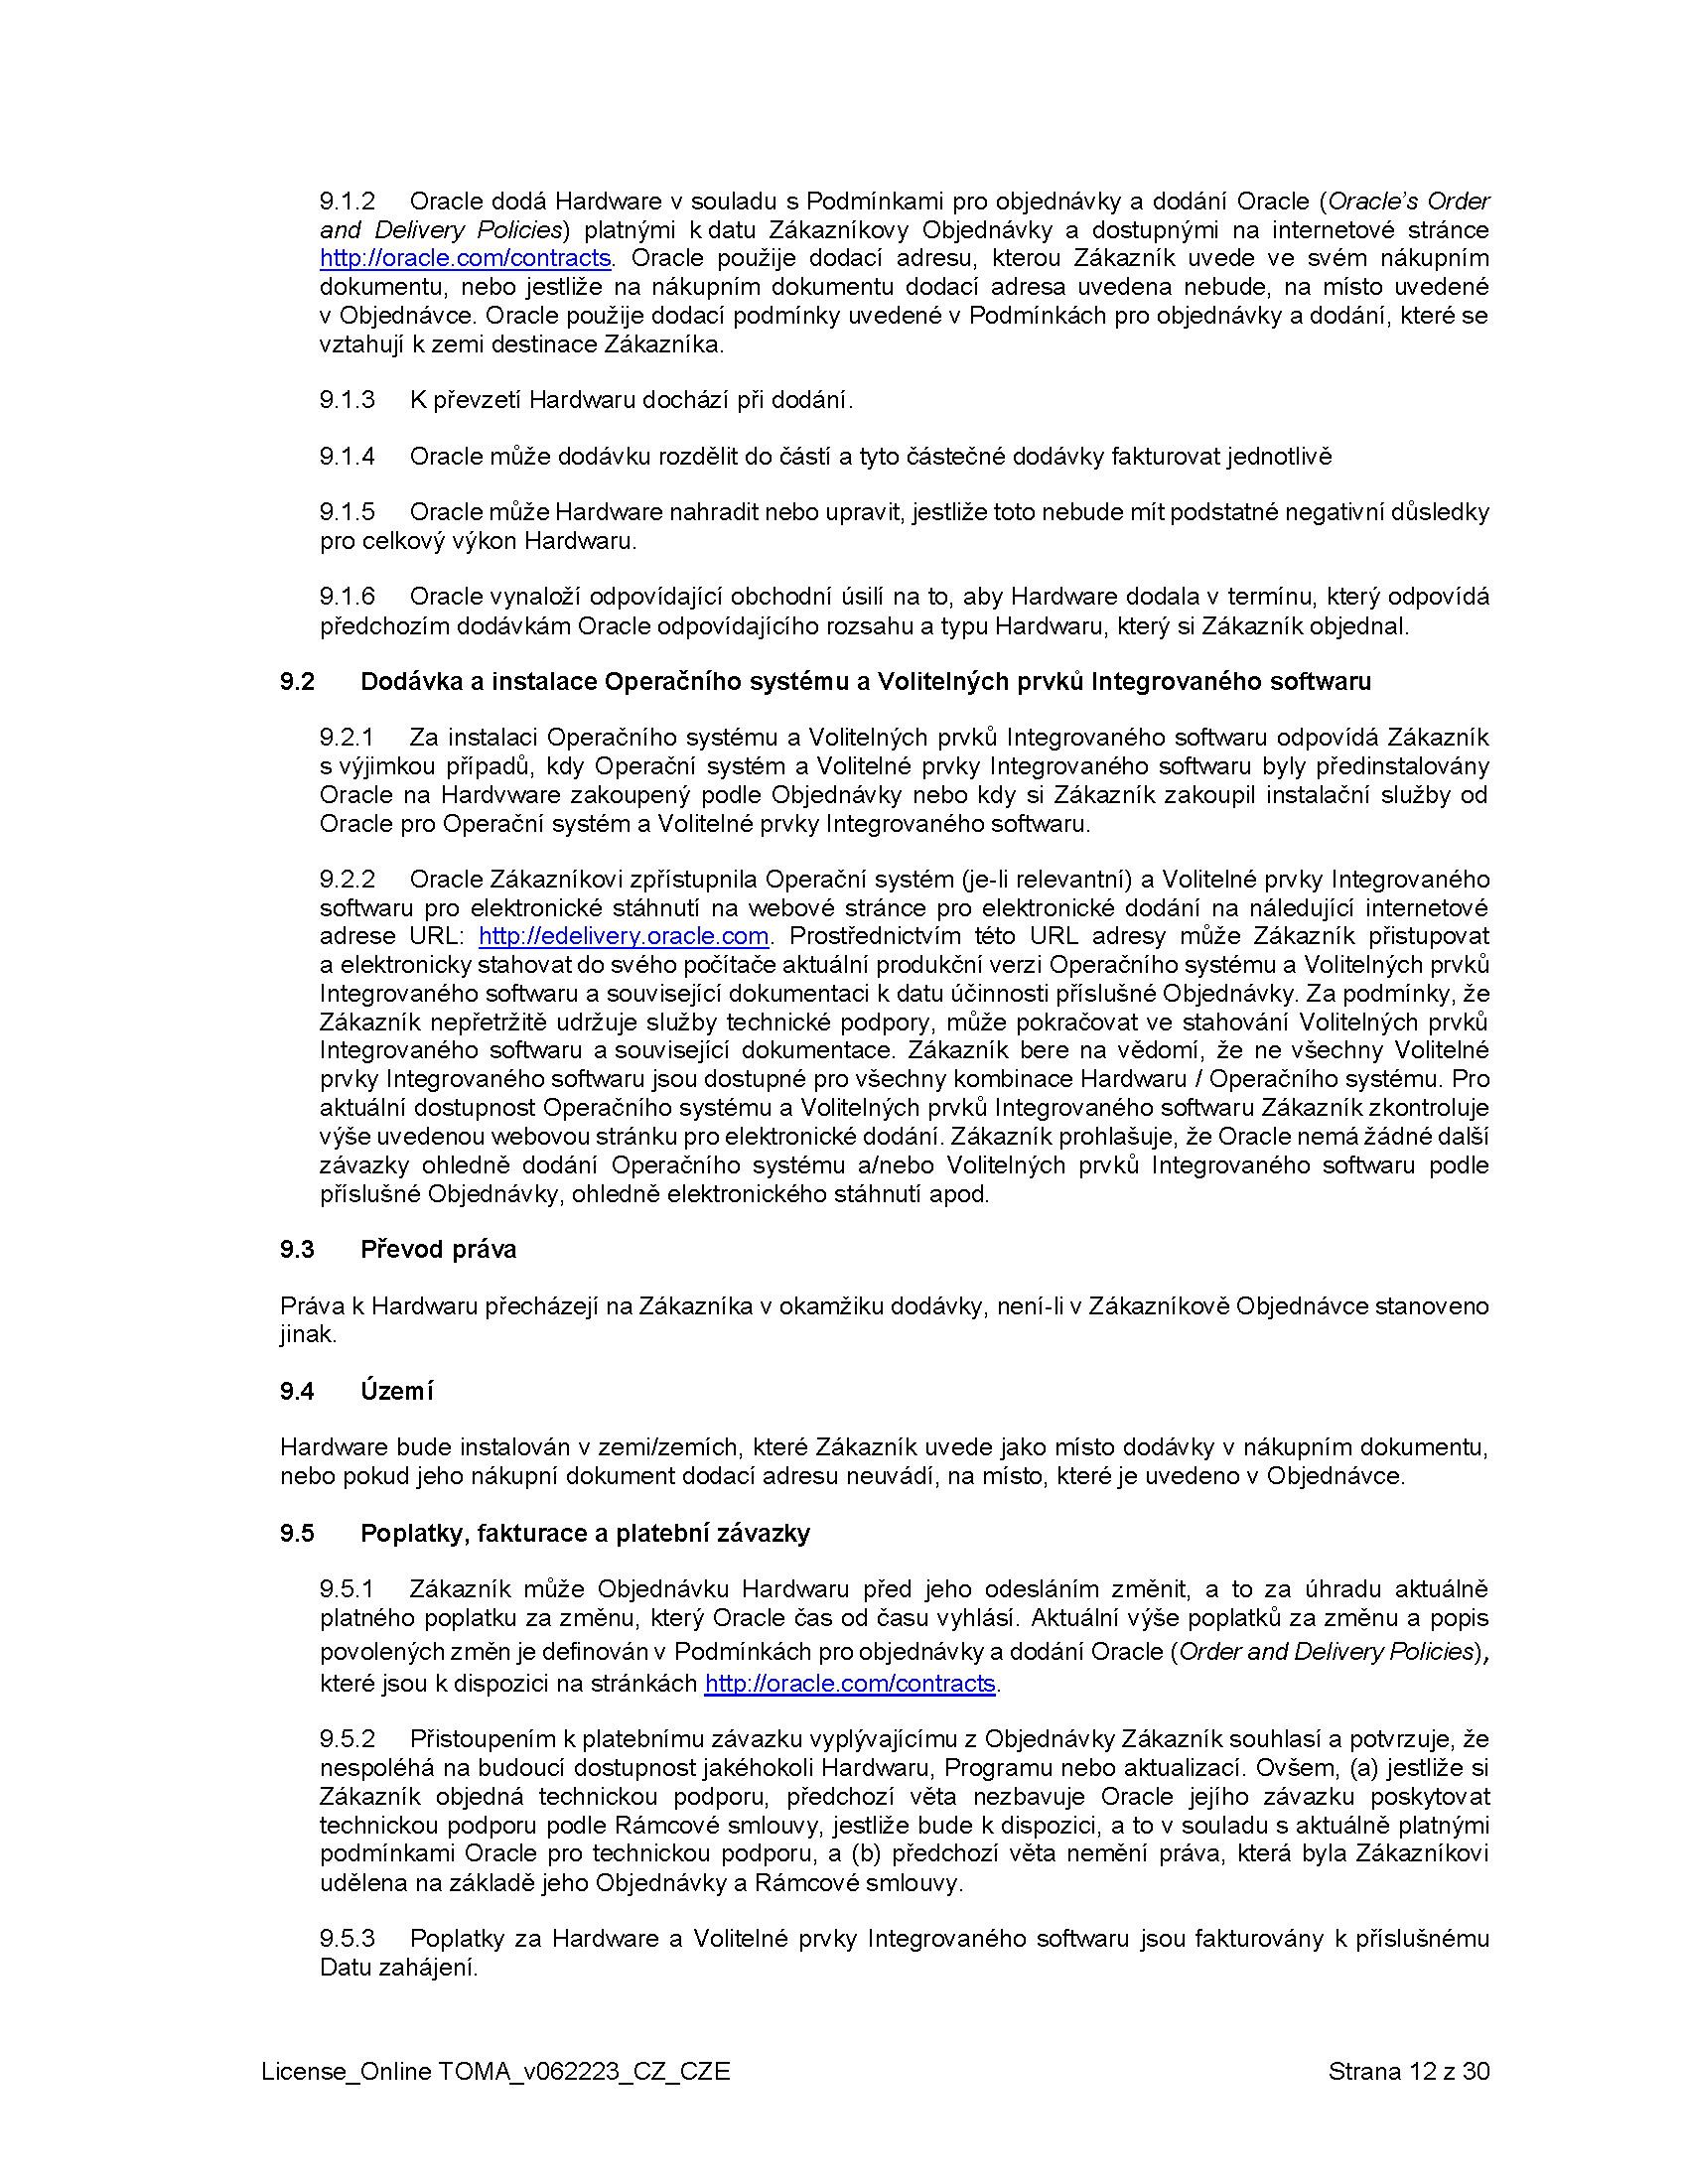 9.1.2 Oracle dodá Hardware v souladu s Podmínkami pro objednávky a dodání Oracle (Oracle's Order
and Delivery Policies) platnými k datu Zákazníkovy Objednávky a dostupnými na internetové stránce
http://oracle.com/contracts. Oracle použije dodací adresu, kterou Zákazník uvede ve svém nákupním
dokumentu, nebo jestliže na nákupním dokumentu dodací adresa uvedena nebude, na místo uvedené
v Objednávce. Oracle použije dodací podmínky uvedené v Podmínkách pro objednávky a dodání, které se
vztahují k zemi destinace Zákazníka.
9.1.3 K převzetí Hardwaru dochází při dodání.
9.1.4 Oracle může dodávku rozdělit do částí a tyto částečné dodávky fakturovat jednotlivě
9.1.5 Oracle může Hardware nahradit nebo upravit, jestliže toto nebude mít podstatné negativní důsledky
pro celkový výkon Hardwaru.
9.1.6 Oracle vynaloží odpovídající obchodní úsilí na to, aby Hardware dodala v termínu, který odpovídá
předchozím dodávkám Oracle odpovídajícího rozsahu a typu Hardwaru, který si Zákazník objednal.
9.2 Dodávka a instalace Operačního systému a Volitelných prvků Integrovaného softwaru
9.2.1 Za instalaci Operačního systému a Volitelných prvků Integrovaného softwaru odpovídá Zákazník
s výjimkou případů, kdy Operační systém a Volitelné prvky Integrovaného softwaru byly předinstalovány
Oracle na Hardvware zakoupený podle Objednávky nebo kdy si Zákazník zakoupil instalační služby od
Oracle pro Operační systém a Volitelné prvky Integrovaného softwaru.
9.2.2 Oracle Zákazníkovi zpřístupnila Operační systém (je-li relevantní) a Volitelné prvky Integrovaného
softwaru pro elektronické stáhnutí na webové stránce pro elektronické dodání na náledující internetové
adrese URL: http://edelivery.oracle.com. Prostřednictvím této URL adresy může Zákazník přistupovat
a elektronicky stahovat do svého počítače aktuální produkční verzi Operačního systému a Volitelných prvků
Integrovaného softwaru a související dokumentaci k datu účinnosti příslušné Objednávky. Za podmínky, že
Zákazník nepřetržitě udržuje služby technické podpory, může pokračovat ve stahování Volitelných prvků
Integrovaného softwaru a související dokumentace. Zákazník bere na vědomí, že ne všechny Volitelné
prvky Integrovaného softwaru jsou dostupné pro všechny kombinace Hardwaru / Operačního systému. Pro
aktuální dostupnost Operačního systému a Volitelných prvků Integrovaného softwaru Zákazník zkontroluje
výše uvedenou webovou stránku pro elektronické dodání. Zákazník prohlašuje, že Oracle nemá žádné další
závazky ohledně dodání Operačního systému a/nebo Volitelných prvků Integrovaného softwaru podle
příslušné Objednávky, ohledně elektronického stáhnutí apod.
9.3 Převod práva
Práva k Hardwaru přecházejí na Zákazníka v okamžiku dodávky, není-li v Zákazníkově Objednávce stanoveno
jinak.
9.4 Území
Hardware bude instalován v zemi/zemích, které Zákazník uvede jako místo dodávky v nákupním dokumentu,
nebo pokud jeho nákupní dokument dodací adresu neuvádí, na místo, které je uvedeno v Objednávce.
9.5 Poplatky, fakturace a platební závazky
9.5.1 Zákazník může Objednávku Hardwaru před jeho odesláním změnit, a to za úhradu aktuálně
platného poplatku za změnu, který Oracle čas od času vyhlásí. Aktuální výše poplatků za změnu a popis
povolených změn je definován v Podmínkách pro objednávky a dodání Oracle (Order and Delivery Policies),
které jsou k dispozici na stránkách http://oracle.com/contracts.
9.5.2 Přistoupením k platebnímu závazku vyplývajícímu z Objednávky Zákazník souhlasí a potvrzuje, že
nespoléhá na budoucí dostupnost jakéhokoli Hardwaru, Programu nebo aktualizací. Ovšem, (a) jestliže si
Zákazník objedná technickou podporu, předchozí věta nezbavuje Oracle jejího závazku poskytovat
technickou podporu podle Rámcové smlouvy, jestliže bude k dispozici, a to v souladu s aktuálně platnými
podmínkami Oracle pro technickou podporu, a (b) předchozí věta nemění práva, která byla Zákazníkovi
udělena na základě jeho Objednávky a Rámcové smlouvy.
9.5.3 Poplatky za Hardware a Volitelné prvky Integrovaného softwaru jsou fakturovány k příslušnému
Datu zahájení.
License_Online TOMA_v062223_CZ_CZE Strana 12 z 30